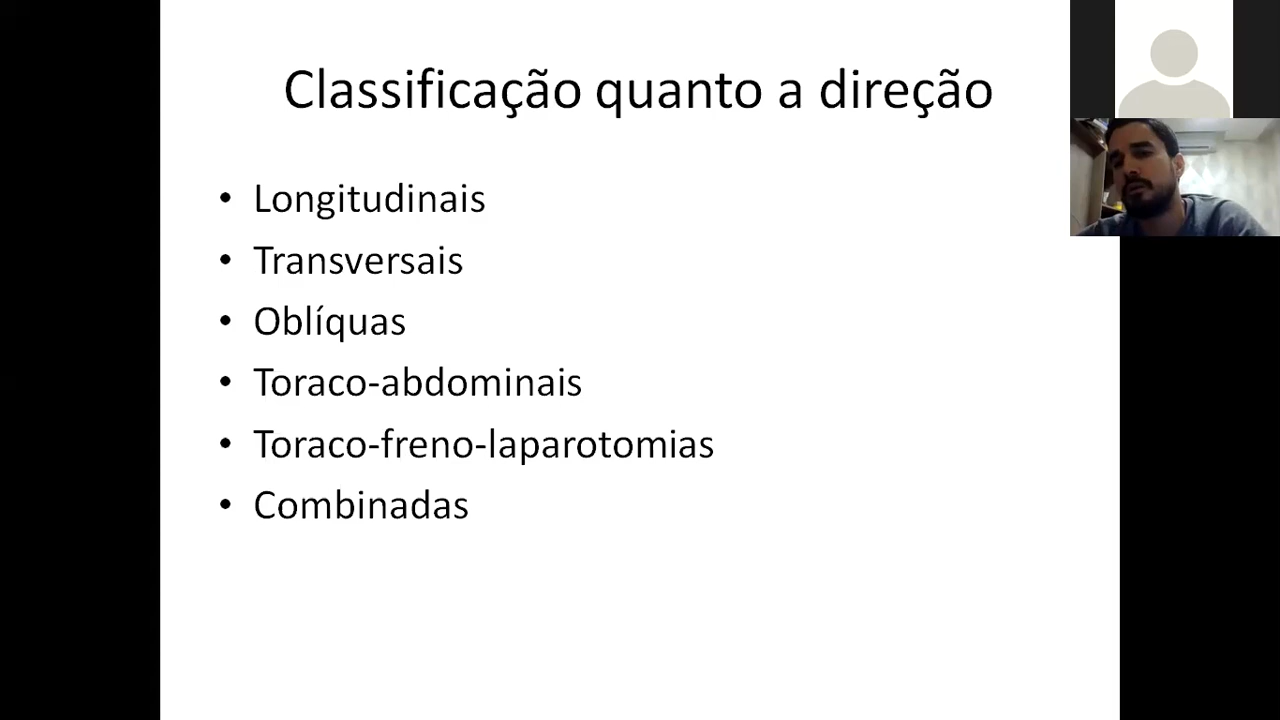 Classificação quanto a direção
• Longitudinais
• Transversais
• Oblíquas
• Toraco-abdominais
• Toraco-freno-laparotomias
• Combinadas